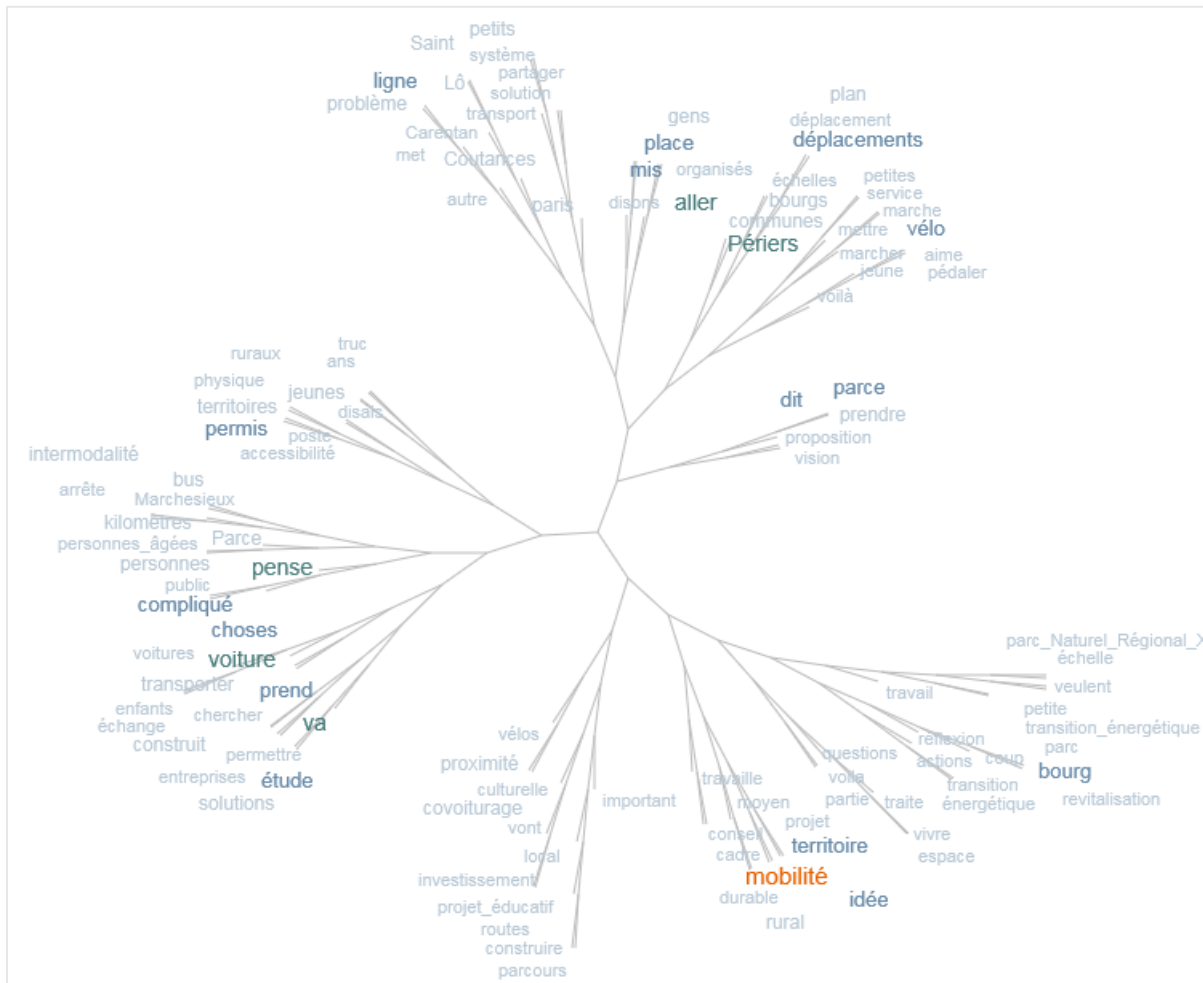 petits
Saint
système
partager
ligne
Lô
solution
problème
transport
Carentan
met
Coutances
autre
paris
gens
place
mis
organisés
disons
aller
plan
déplacement
déplacements
échelles
bourgs
communes
Périers
petites
service
marche
mettre
vélo
marcher
aime
jeune
pédaler
voilà
dit
parce
prendre
proposition
vision
truc
ruraux
ans
physique
jeunes
territoires
disais
permis
poste
accessibilité
intermodalité
bus
arrête
Marchesieux
kilomètres
Parce
personnes_âgées
personnes
pense
public
compliqué
choses
voitures
voiture
transporter
prend
enfants
chercher
échange
va
construit
permettre
entreprises
étude
solutions
vélos
proximité
culturelle
covoiturage
important
vont
local
investissement
projet_éducatif
routes
construire
parcours
parc_Naturel_Régional_
échelle
travail
veulent
petite
transition_énergétique
réflexion
parc
questions
actions
coup
bourg
travaille
voila
transition
moyen
partie
traite
énergétique
revitalisation
projet
conseil
vivre
territoire
cadre
espace
mobilité
durable
idée
rural